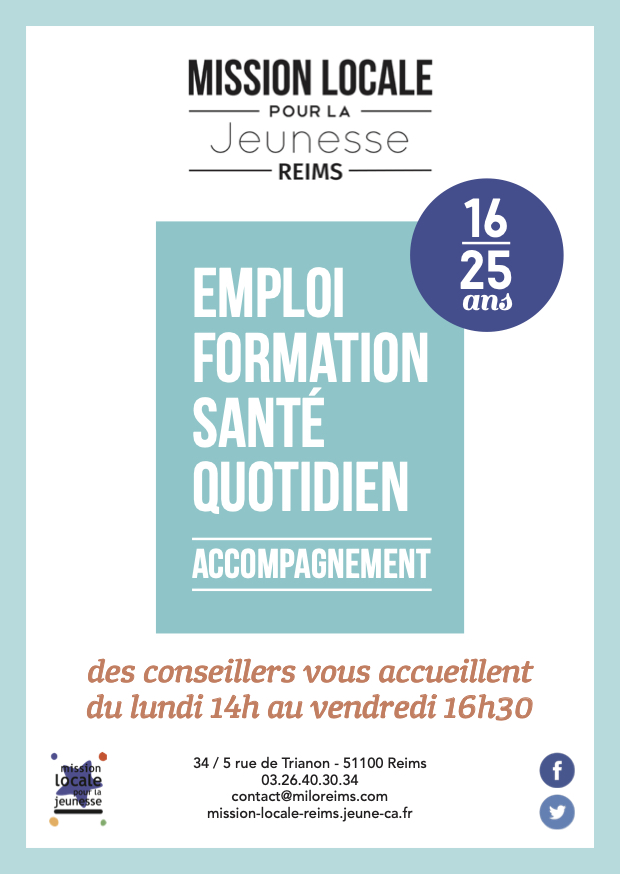 MISSION LOCALE
POUR LA
Jeunesse
REIMS
16
25
ans
EMPLOI
FORMATION
SANTÉ
QUOTIDIEN
ACCOMPAGNEMENT
des conseillers vous accueillent
du lundi 14h au vendredi 16h30
mission
locale
pour la
jeunesse
34 / 5 rue de Trianon - 51100 Reims
03.26.40.30.34
contact@miloreims.com
mission-locale-reims.jeune-ca.fr
f